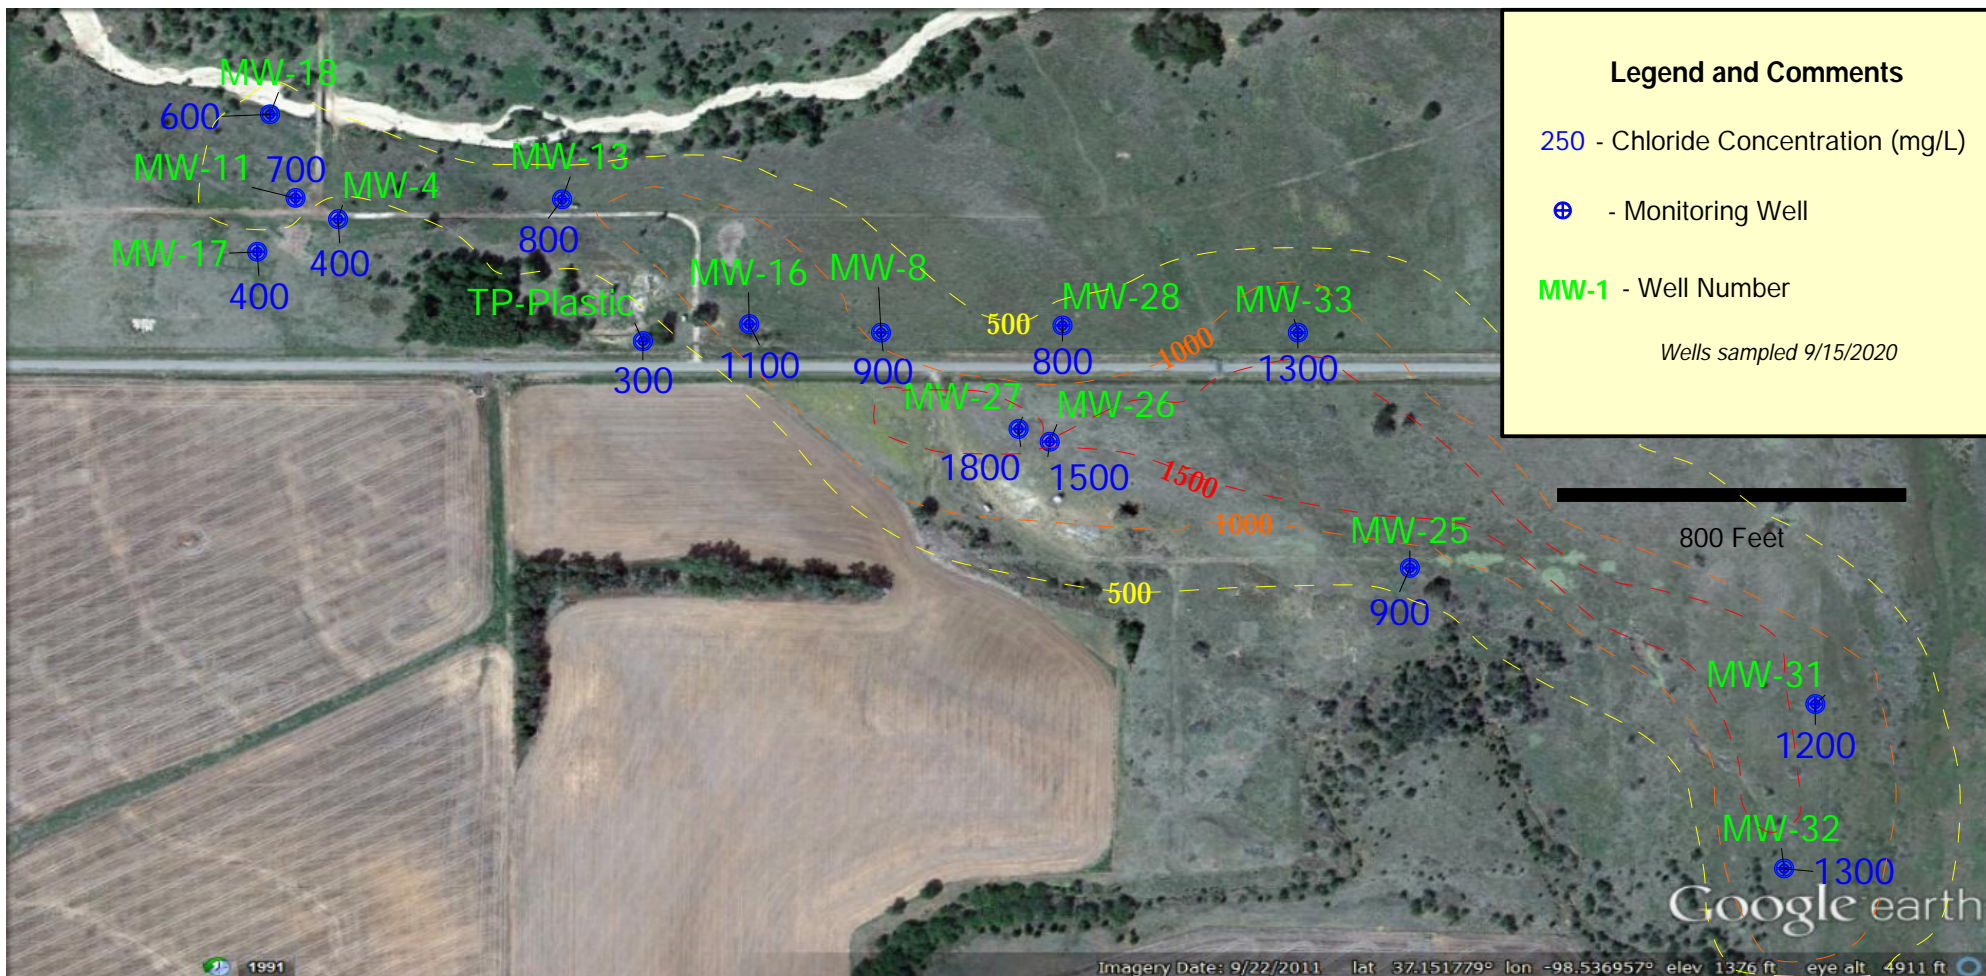 Legend and Comments
250 - Chloride Concentration (mg/L)
- Monitoring Well
MW-1 - Well Number
Wells sampled 9/15/2020
800 Feet
MW-18
600
MW-11
700
MW-4
400
MW-17
400
MW-13
800
TP-Plastic
300
MW-16
1100
MW-8
900
500
MW-28
800
1000
MW-33
1300
MW-27
1800
MW-26
1500
1500
1000
MW-25
900
500
MW-31
1200
MW-32
1300
Google earth
1991
Imagery Date: 9/22/2011 lat 37.151779° lon -98.536957° elev 1376 ft eye alt 4911 ft